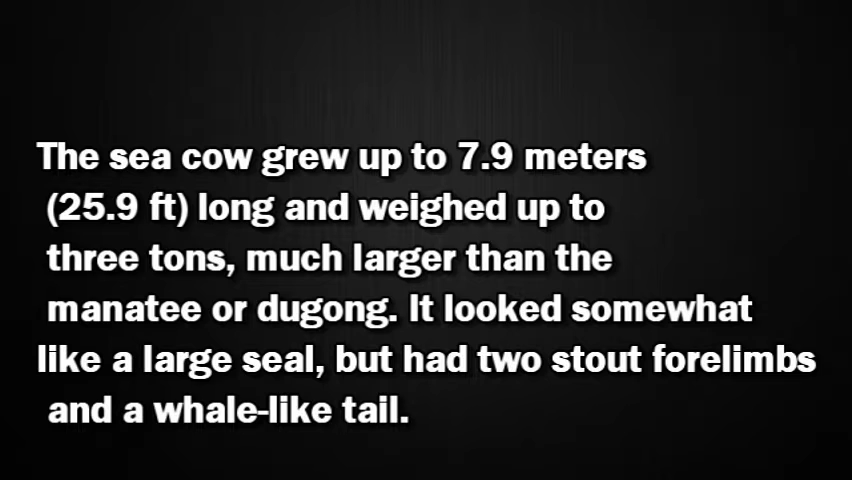 The sea cow grew up to 7.9 meters
(25.9 ft) long and weighed up to
three tons, much larger than the
manatee or dugong. It looked somewhat
like a large seal, but had two stout forelimbs
and a whale-like tail.